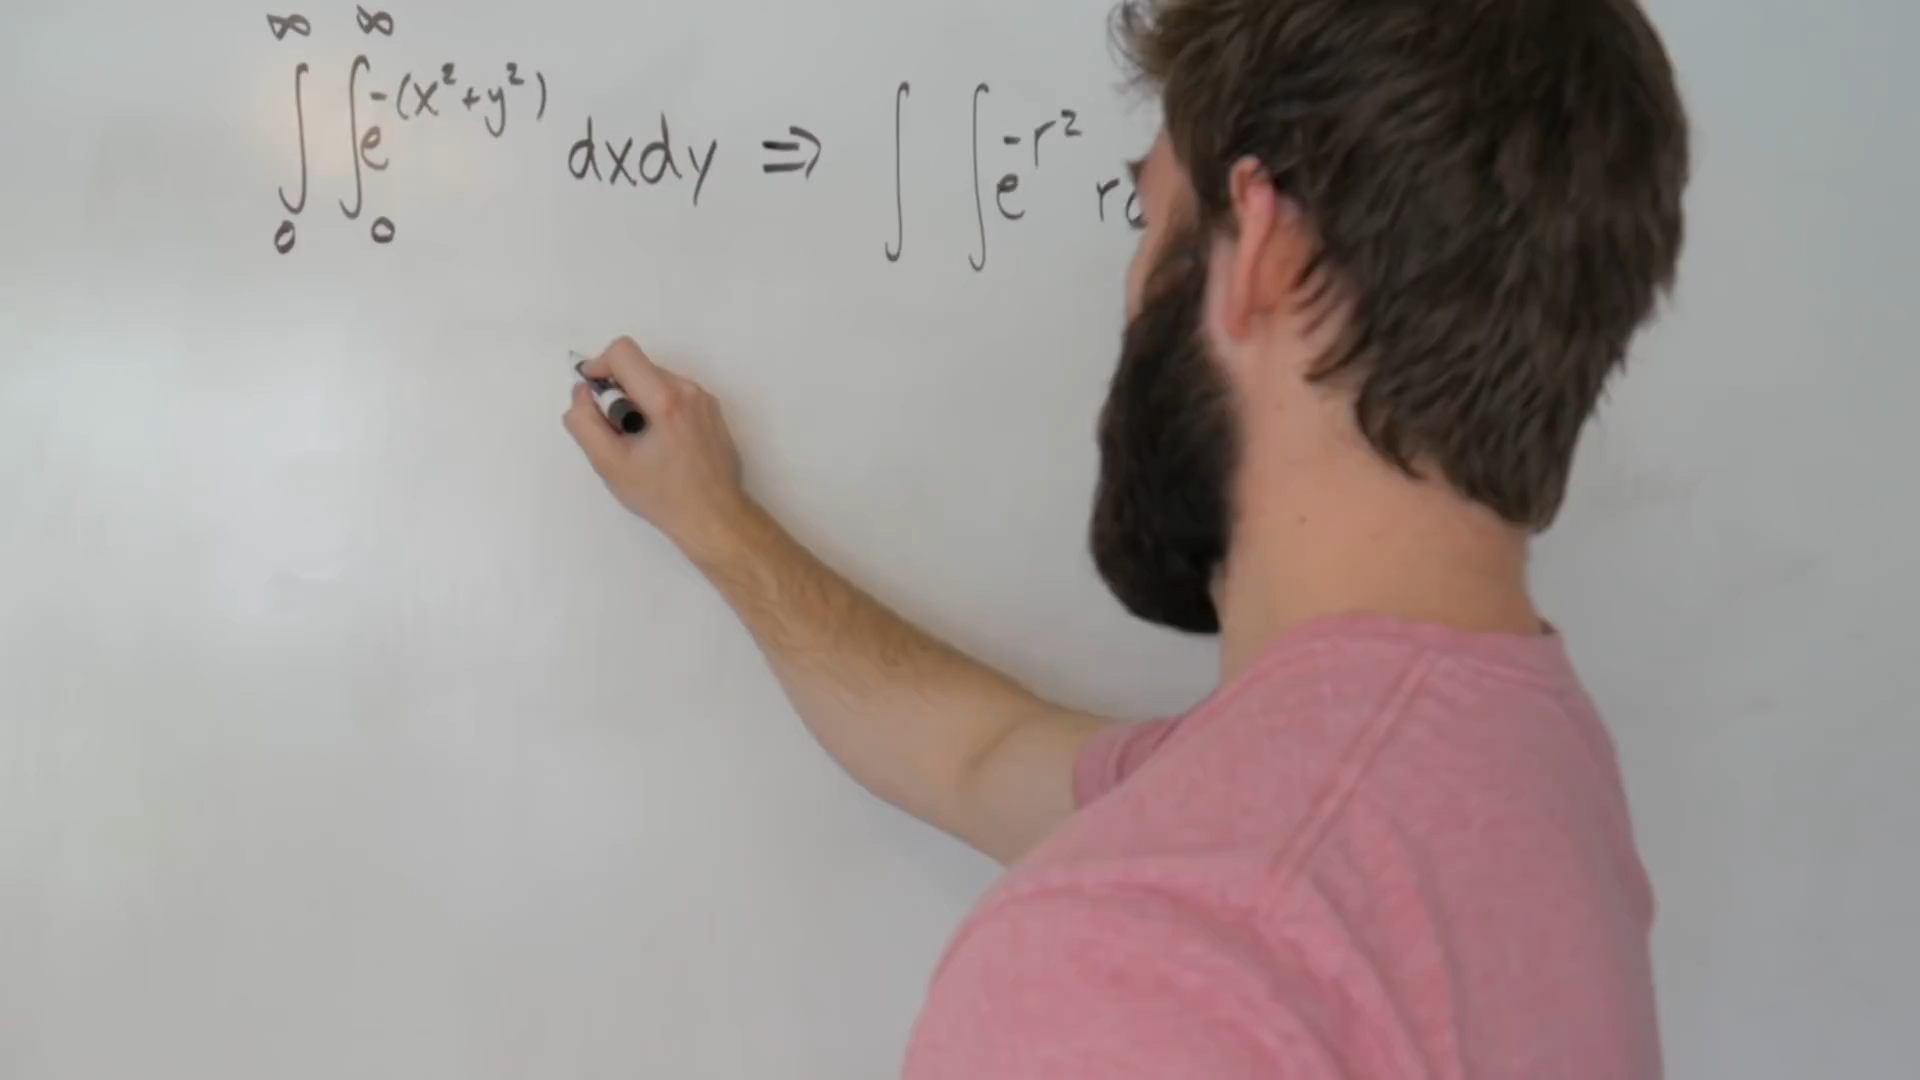 ∫₀^∞ ∫₀^∞ e^-(x²+y²) dxdy ⇒ ∫ ∫ e^-r² r